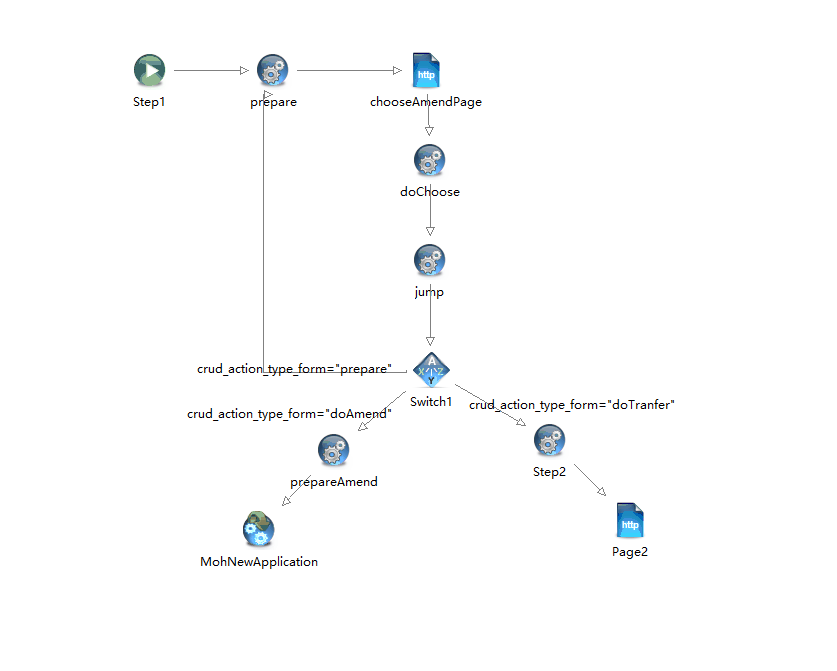 http
Step1
prepare
chooseAmendPage
doChoose
jump
A
X Z
Y
crud_action_type_form="prepare"
Switch1
crud_action_type_form="doAmend"
crud_action_type_form="doTranfer"
prepareAmend
Step2
http
MohNewApplication
Page2